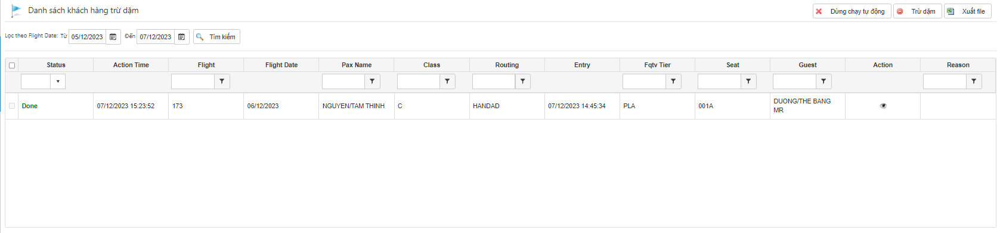 Danh sách khách hàng trừ dặm
Dừng chạy tự động Trừ dặm Xuất file
Lọc theo Flight Date: Từ 05/12/2023 Đến 07/12/2023 Tìm kiếm
Status Action Time Flight Flight Date Pax Name Class Routing Entry Fqtv Tier Seat Guest Action Reason
Done 07/12/2023 15:23:52 173 06/12/2023 NGUYEN/TAM THINH C HANDAD 07/12/2023 14:45:34 PLA 001A DUONG/THE BANG
MR